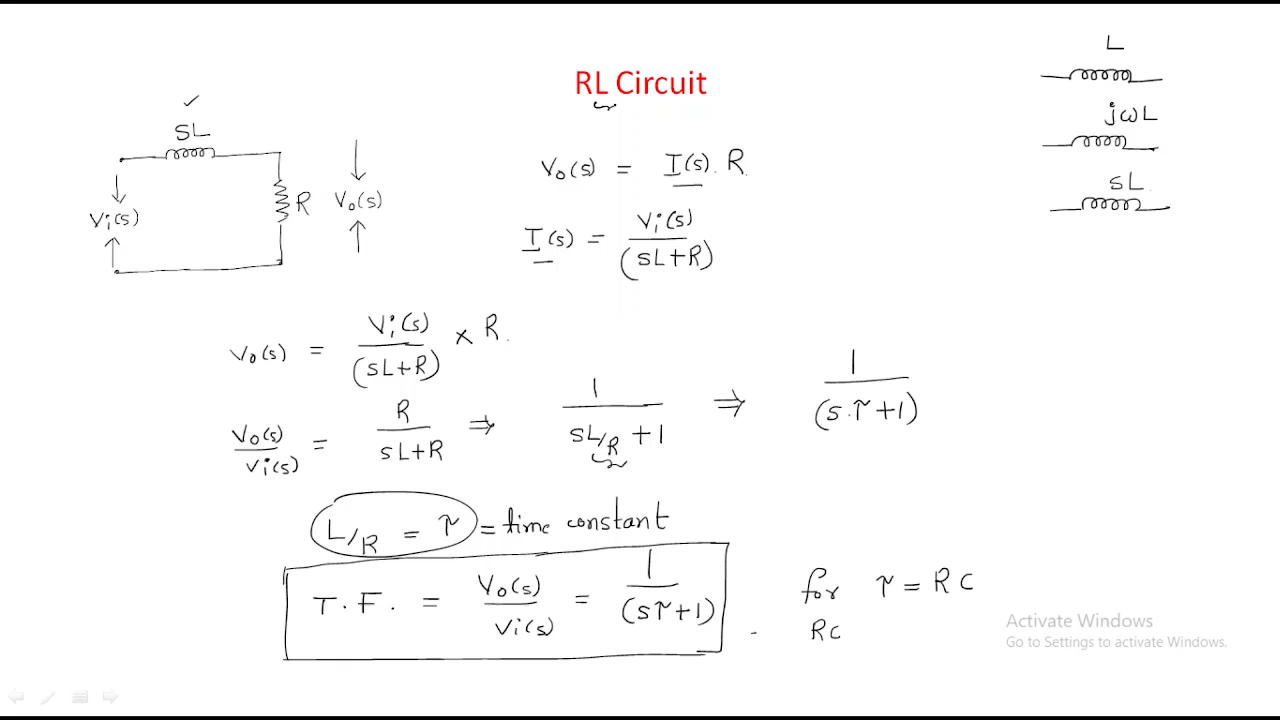 RL Circuit
L
jωL
sL
SL
Vi(s)
R
Vo(s)
Vo(s) = I(s). R
I(s) = Vi(s) / (sL+R)
Vo(s) = Vi(s) / (sL+R) × R.
Vo(s) / Vi(s) = R / sL+R ⇒ 1 / sL/R + 1 ⇒ 1 / (s.τ+1)
L/R = τ = time constant
T.F. = Vo(s) / Vi(s) = 1 / (sτ+1)
for τ = RC
RC
Activate Windows
Go to Settings to activate Windows.